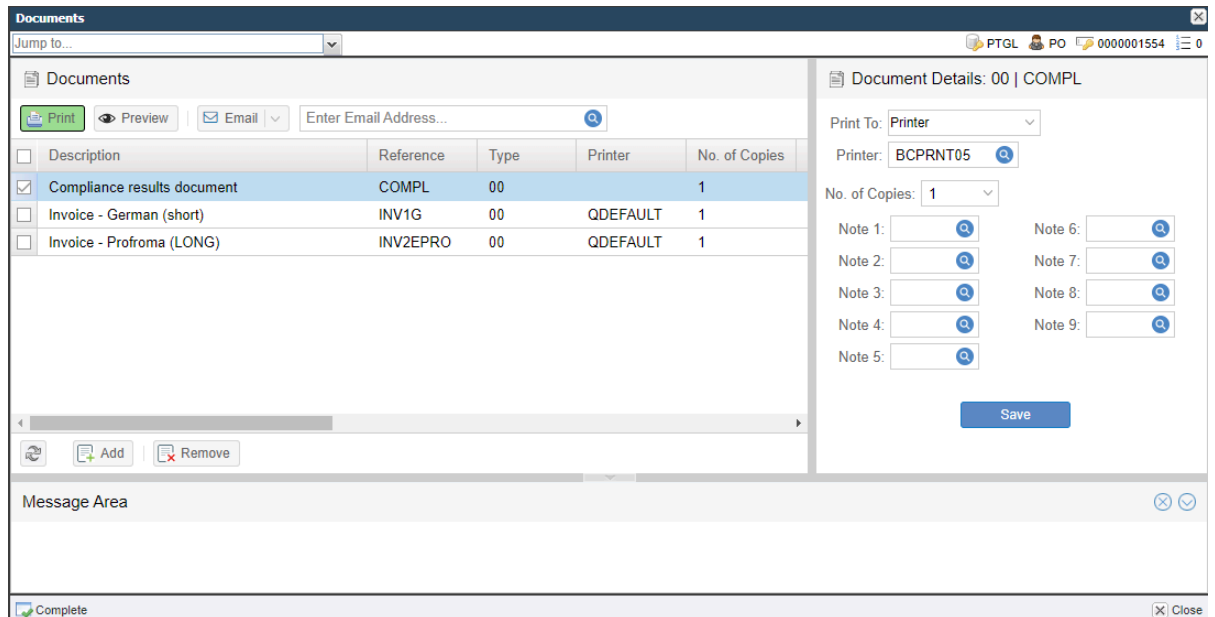 Documents
Jump to...
PTGL PO 0000001554 0
Documents
Print Preview Email Enter Email Address...
Description Reference Type Printer No. of Copies
Compliance results document COMPL 00 1
Invoice - German (short) INV1G 00 QDEFAULT 1
Invoice - Profroma (LONG) INV2EPRO 00 QDEFAULT 1
Add Remove
Document Details: 00 | COMPL
Print To: Printer
Printer: BCPRNT05
No. of Copies: 1
Note 1: Note 6:
Note 2: Note 7:
Note 3: Note 8:
Note 4: Note 9:
Note 5:
Save
Message Area
Complete Close